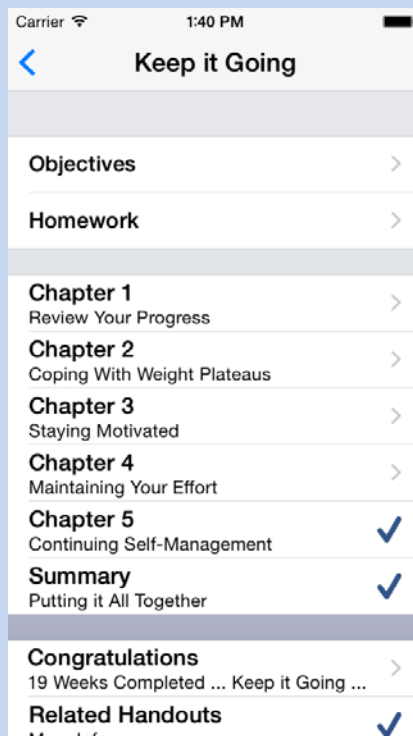 Carrier 1:40 PM
Keep it Going
Objectives
Homework
Chapter 1
Review Your Progress
Chapter 2
Coping With Weight Plateaus
Chapter 3
Staying Motivated
Chapter 4
Maintaining Your Effort
Chapter 5
Continuing Self-Management
Summary
Putting it All Together
Congratulations
19 Weeks Completed ... Keep it Going ...
Related Handouts